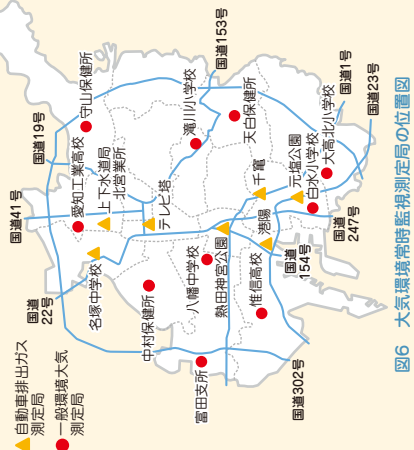 自動車排出ガス
測定局
一般環境大気
測定局
国道41号
国道19号
国道
22号
守山保健所
愛知工業高校
上下水道局
北営業所
名塚中学校
テレビ塔
滝川小学校
国道153号
中村保健所
八幡中学校
熱田神宮公園
天白保健所
千竈
富田支所
惟信高校
港陽
元塩公園
白水小学校
大高北小学校
国道1号
国道23号
国道
247号
国道
154号
国道302号
図6 大気環境常時監視測定局の位置図